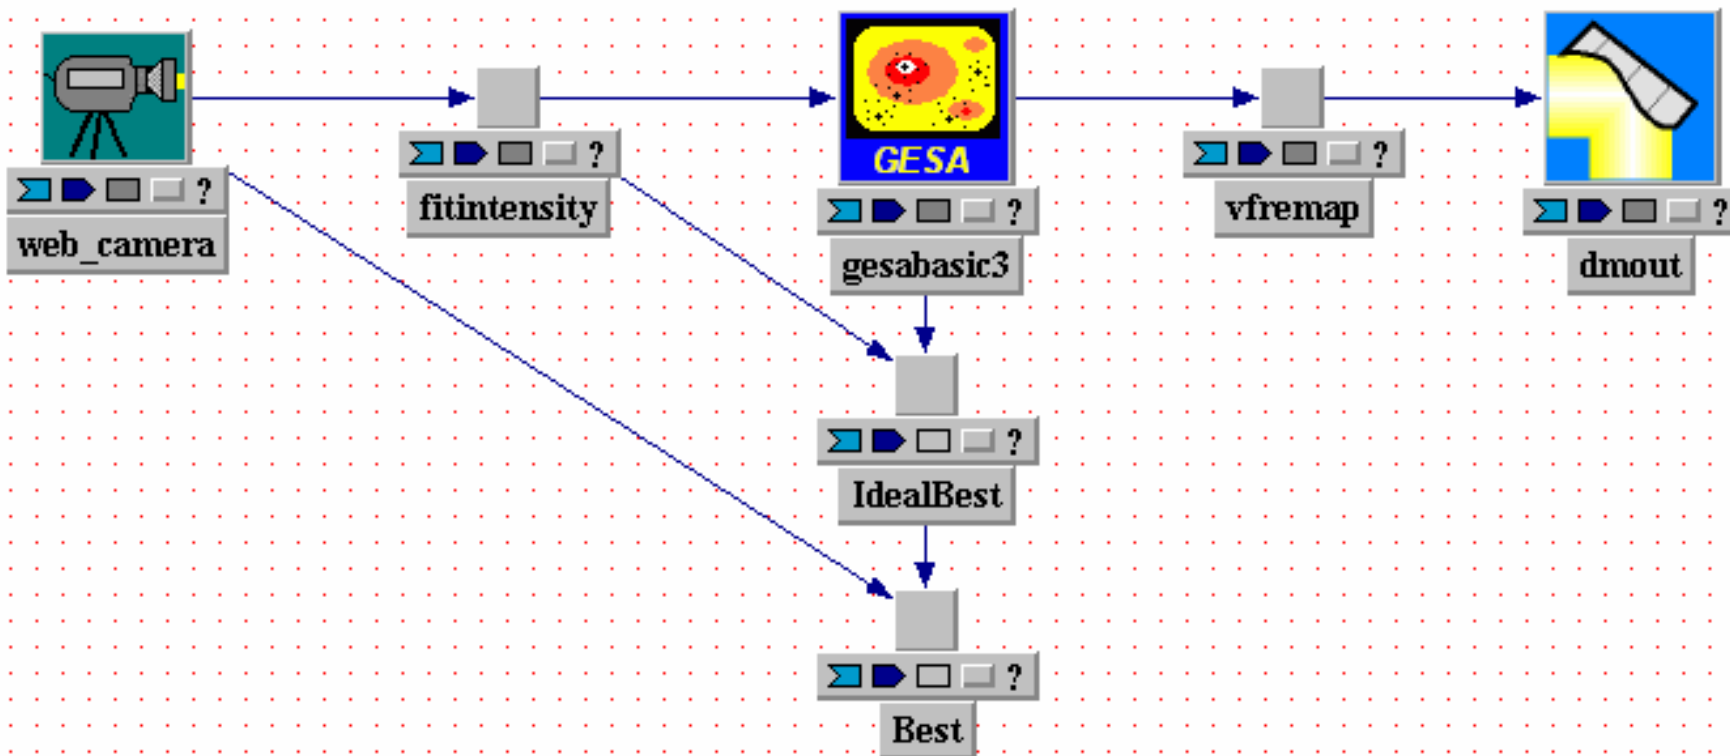 GESA
?
?
?
?
?
web_camera
fitintensity
gesabasic3
vfremap
dmout
?
IdealBest
?
Best